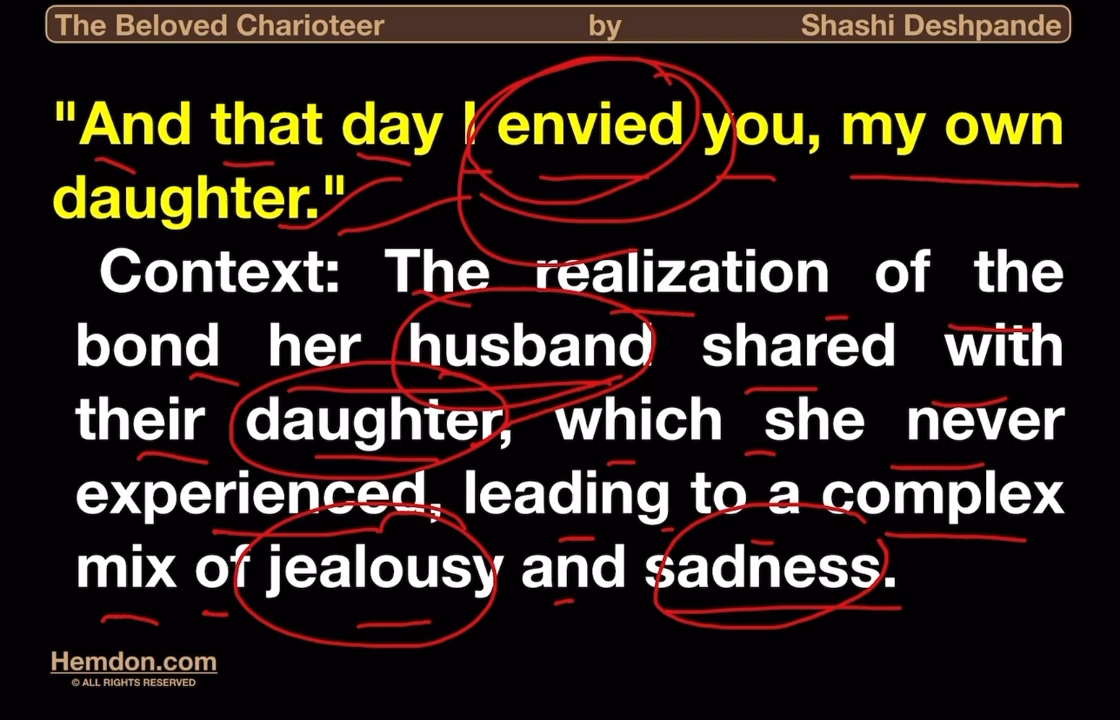 The Beloved Charioteer by Shashi Deshpande
"And that day I envied you, my own
daughter."
Context: The realization of the
bond her husband shared with
their daughter, which she never
experienced, leading to a complex
mix of jealousy and sadness.
Hemdon.com
© ALL RIGHTS RESERVED